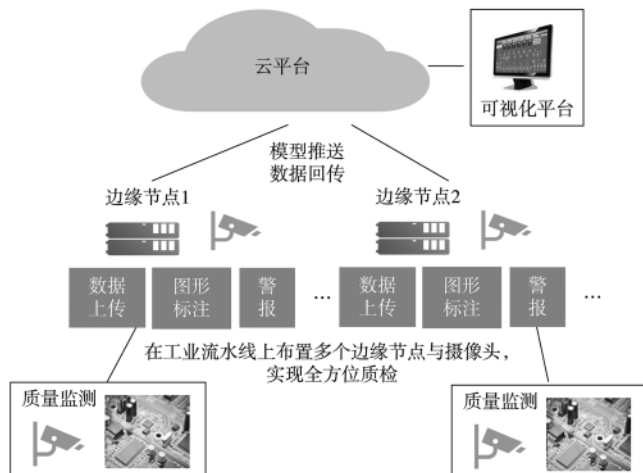 云平台
可视化平台
模型推送
数据回传
边缘节点1
边缘节点2
数据
上传
图形
标注
警
报
...
数据
上传
图形
标注
警
报
...
在工业流水线上布置多个边缘节点与摄像头，
实现全方位质检
质量监测
质量监测